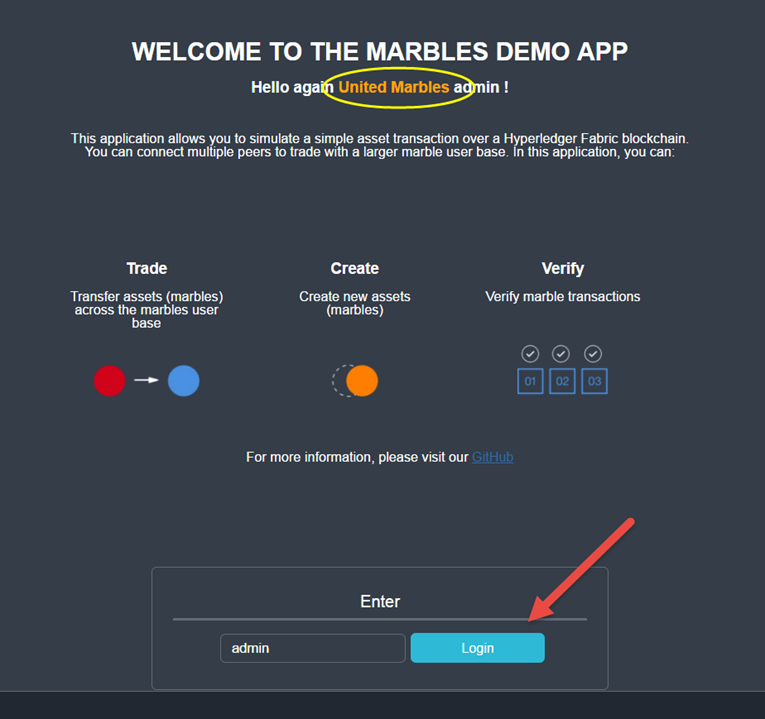 WELCOME TO THE MARBLES DEMO APP
Hello again United Marbles admin !
This application allows you to simulate a simple asset transaction over a Hyperledger Fabric blockchain.
You can connect multiple peers to trade with a larger marble user base. In this application, you can:
Trade
Transfer assets (marbles)
across the marbles user
base
Create
Create new assets
(marbles)
Verify
Verify marble transactions
01 02 03
For more information, please visit our GitHub
Enter
admin Login